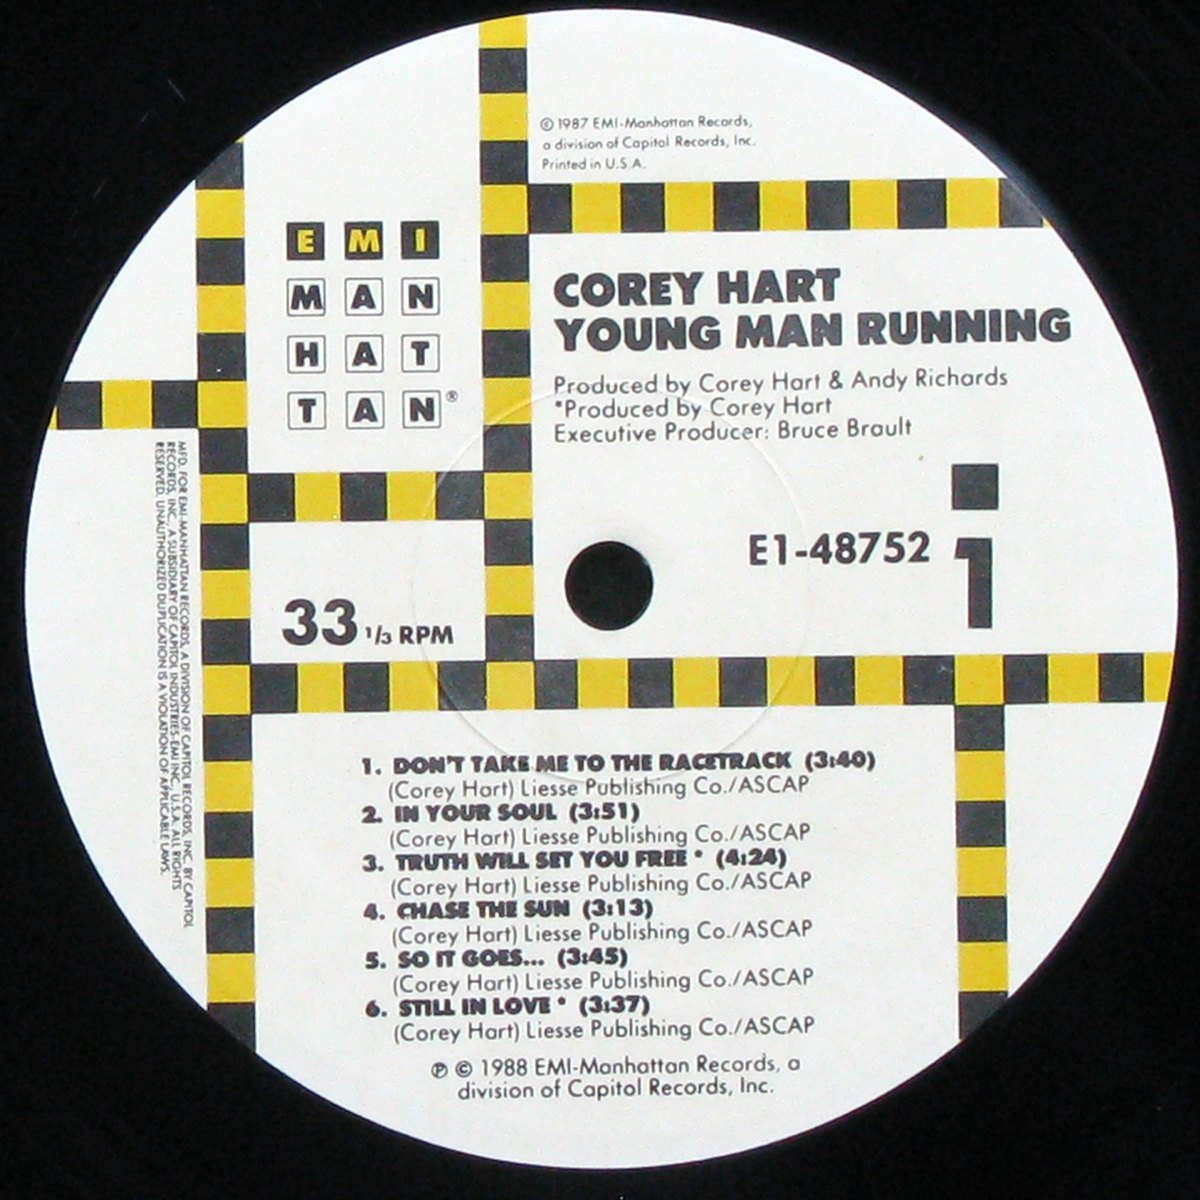 © 1987 EMI-Manhattan Records,
a division of Capitol Records, Inc.
Printed in U.S.A.
EMI
MAN
HAT
TAN®
COREY HART
YOUNG MAN RUNNING
Produced by Corey Hart & Andy Richards
*Produced by Corey Hart
Executive Producer: Bruce Brault
E1-48752
1
33 1/3 RPM
MFD. FOR EMI-MANHATTAN RECORDS, A DIVISION OF CAPITOL RECORDS, INC. BY CAPITOL
RECORDS, INC., A SUBSIDIARY OF CAPITOL INDUSTRIES-EMI INC., U.S.A. ALL RIGHTS
RESERVED. UNAUTHORIZED DUPLICATION IS A VIOLATION OF APPLICABLE LAWS.
1. DON'T TAKE ME TO THE RACETRACK (3:40)
(Corey Hart) Liesse Publishing Co./ASCAP
2. IN YOUR SOUL (3:51)
(Corey Hart) Liesse Publishing Co./ASCAP
3. TRUTH WILL SET YOU FREE * (4:24)
(Corey Hart) Liesse Publishing Co./ASCAP
4. CHASE THE SUN (3:13)
(Corey Hart) Liesse Publishing Co./ASCAP
5. SO IT GOES... (3:45)
(Corey Hart) Liesse Publishing Co./ASCAP
6. STILL IN LOVE * (3:37)
(Corey Hart) Liesse Publishing Co./ASCAP
℗ © 1988 EMI-Manhattan Records, a
division of Capitol Records, Inc.